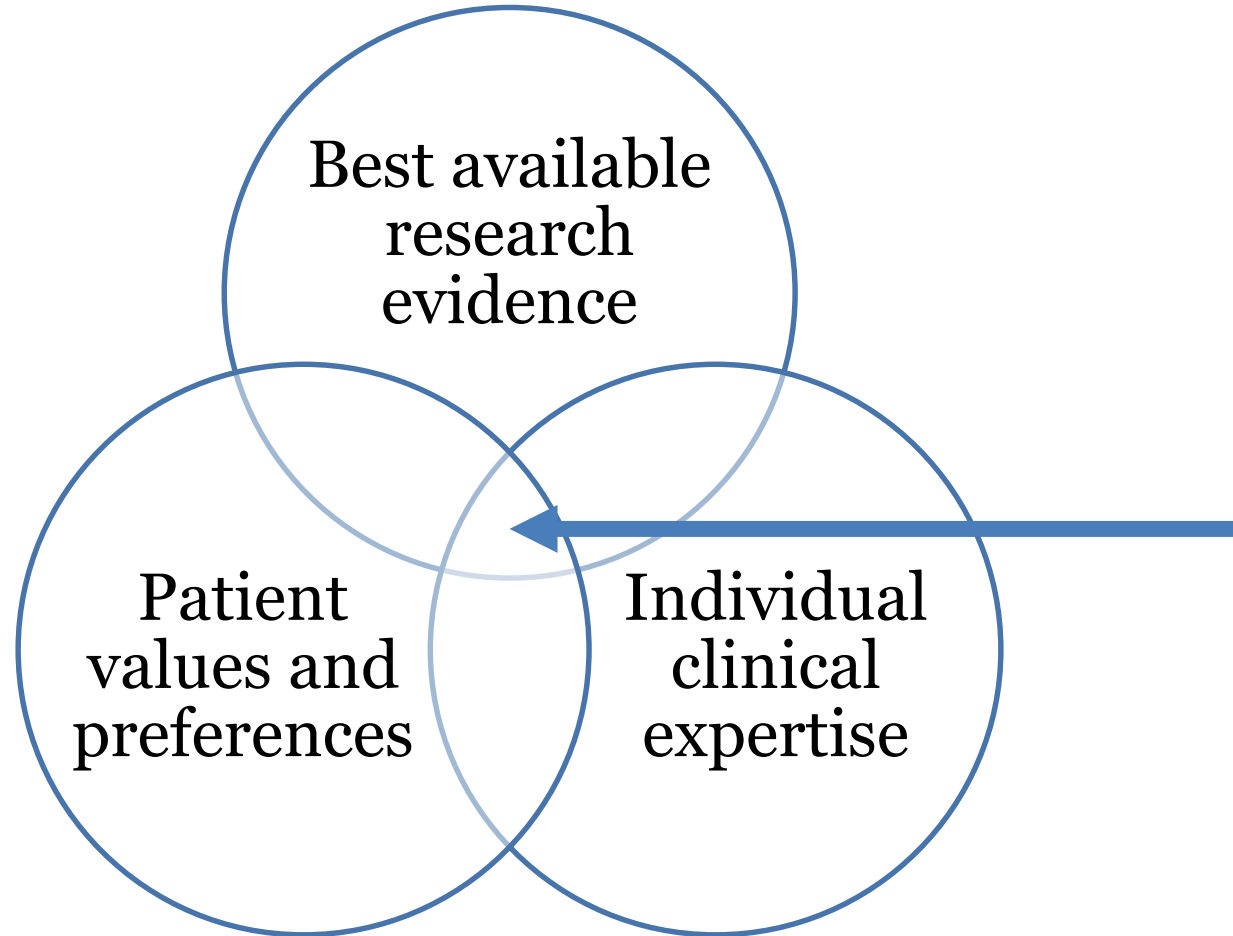 Best available
research
evidence
Patient
values and
preferences
Individual
clinical
expertise